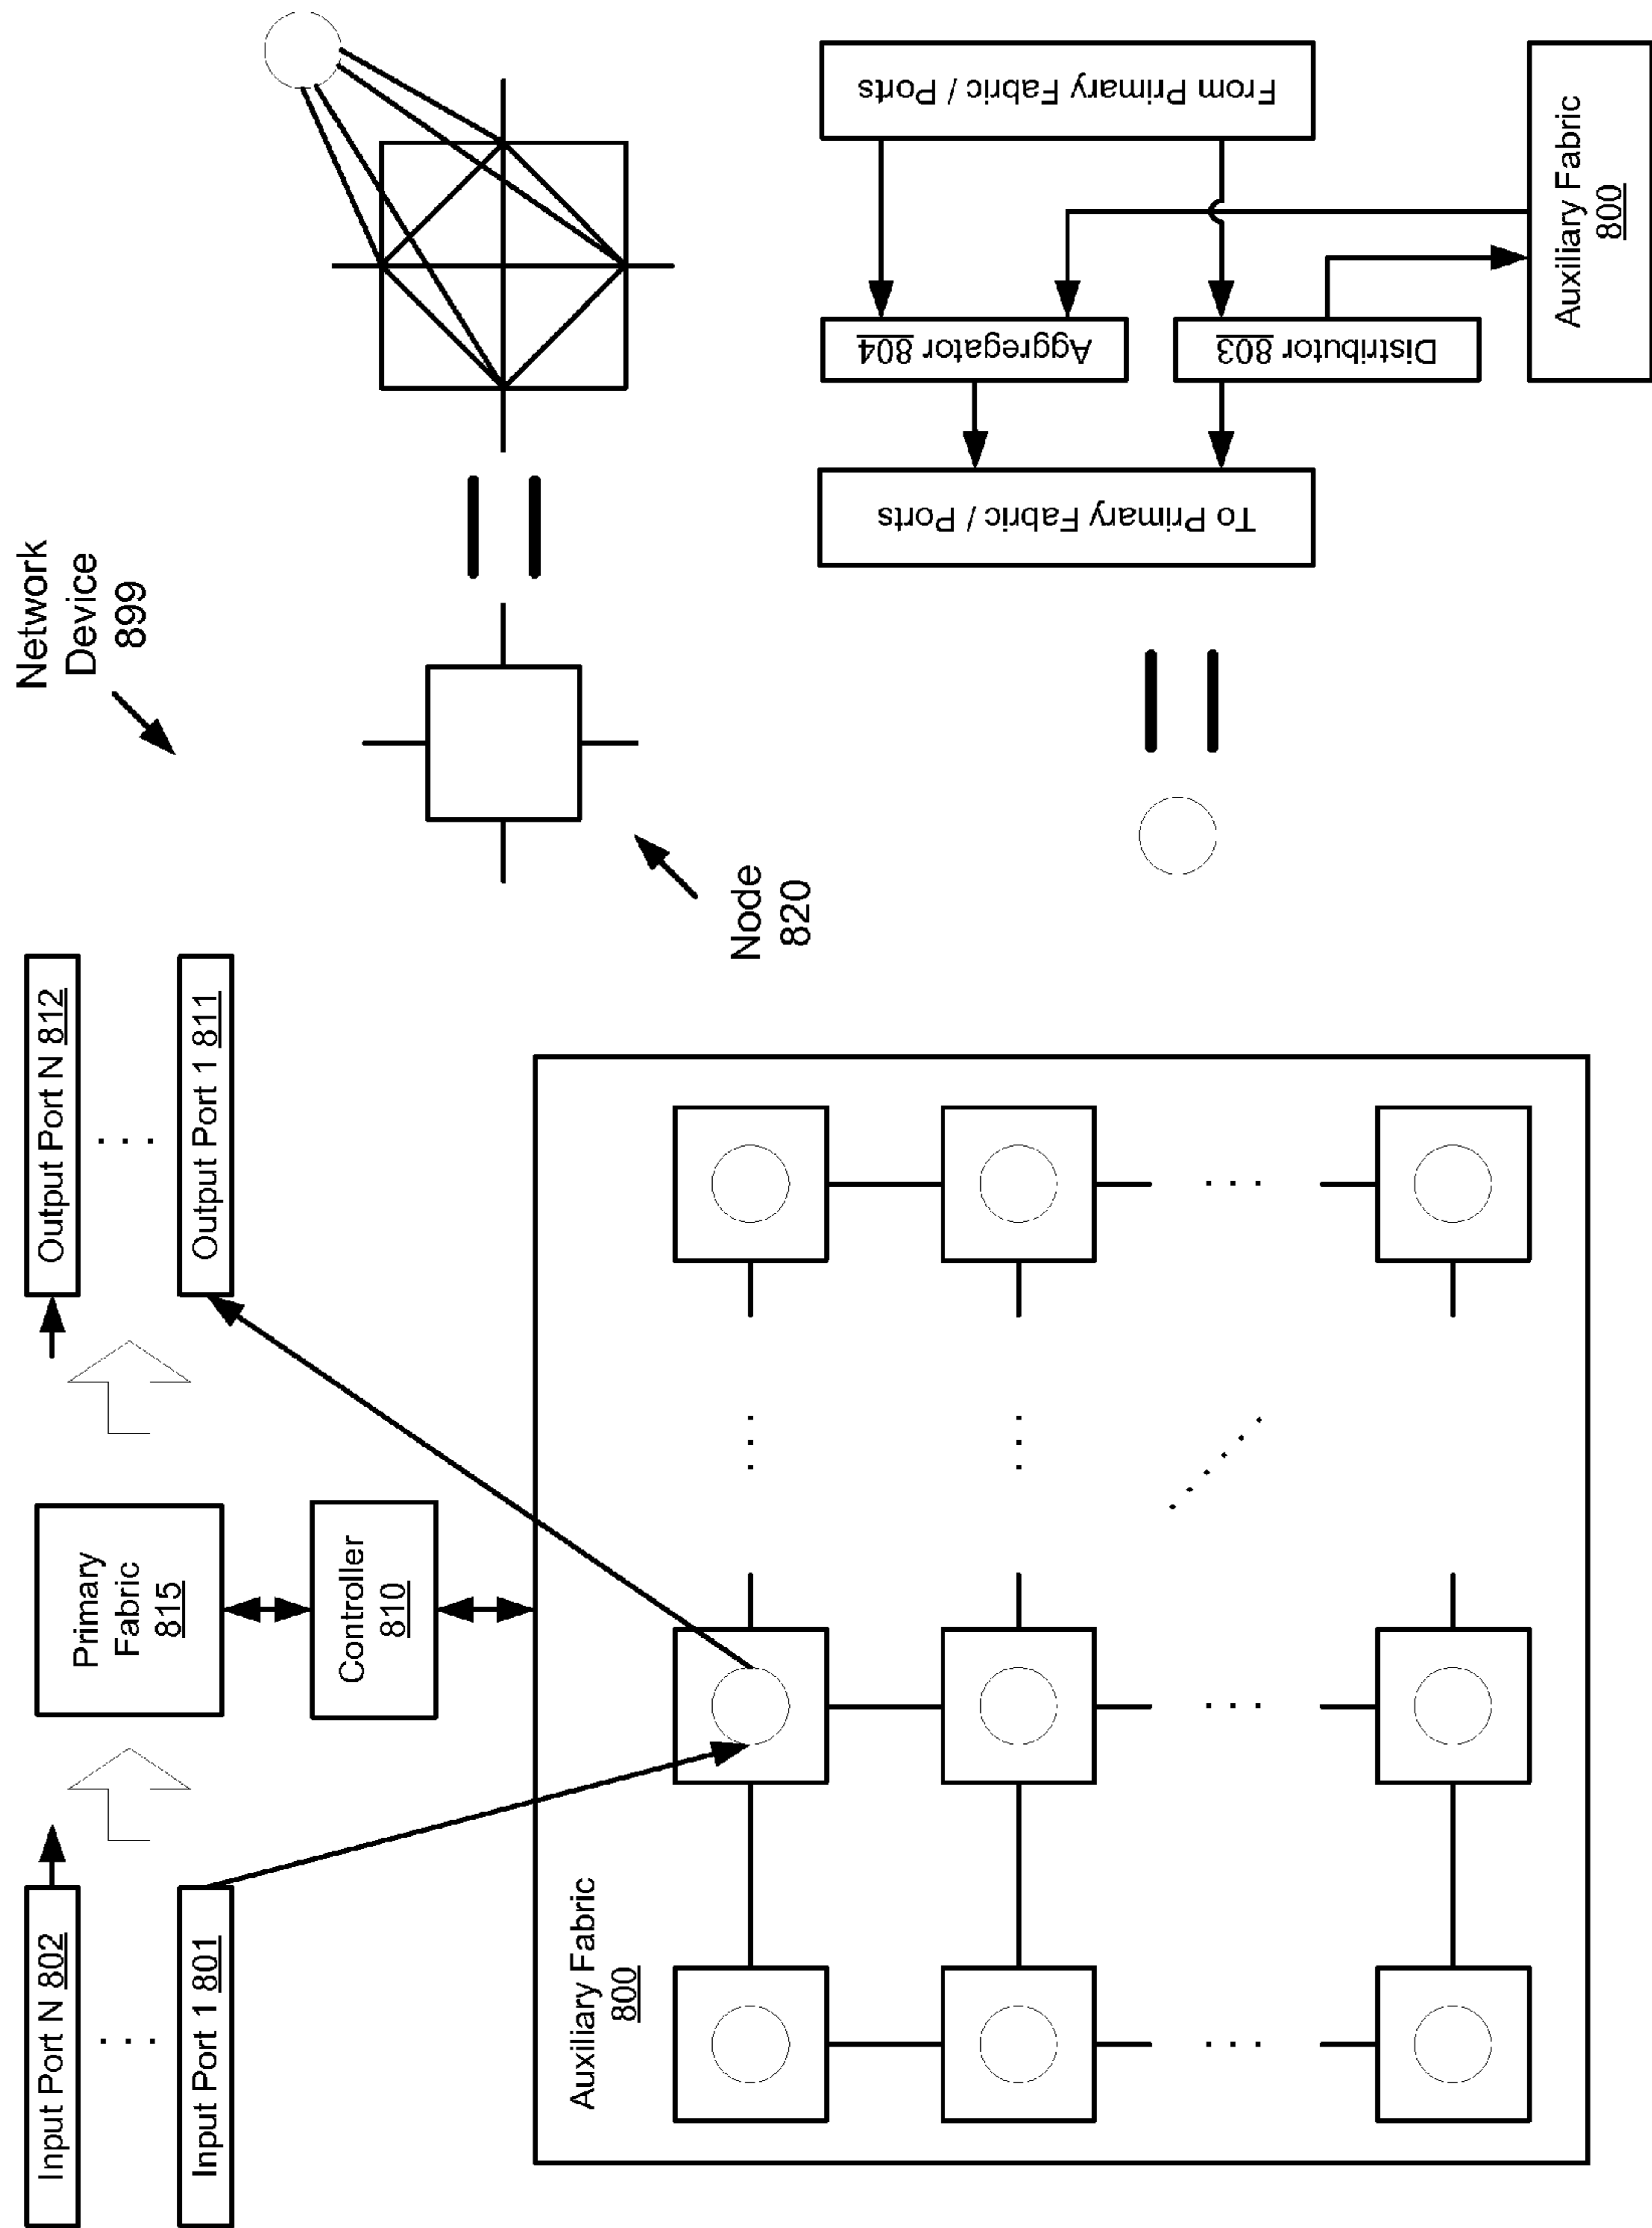 Network
Device
899
Input Port N 802
. . .
Input Port 1 801
Primary
Fabric
815
Controller
810
Output Port N 812
. . .
Output Port 1 811
Node
820
Auxiliary Fabric
800
From Primary Fabric / Ports
Aggregator 804
Distributor 803
To Primary Fabric / Ports
Auxiliary Fabric
800